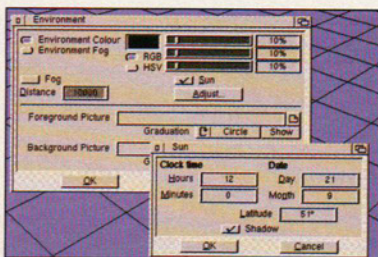 Environment
Environment Colour 10%
Environment Fog RGB 10%
HSV 10%
Fog Sun
Distance 10000 Adjust...
Foreground Picture
Graduation Circle Show
Background Picture
G
OK
Sun
Clock time Date
Hours 12 Day 21
Minutes 0 Month 9
Latitude 51°
Shadow
OK Cancel